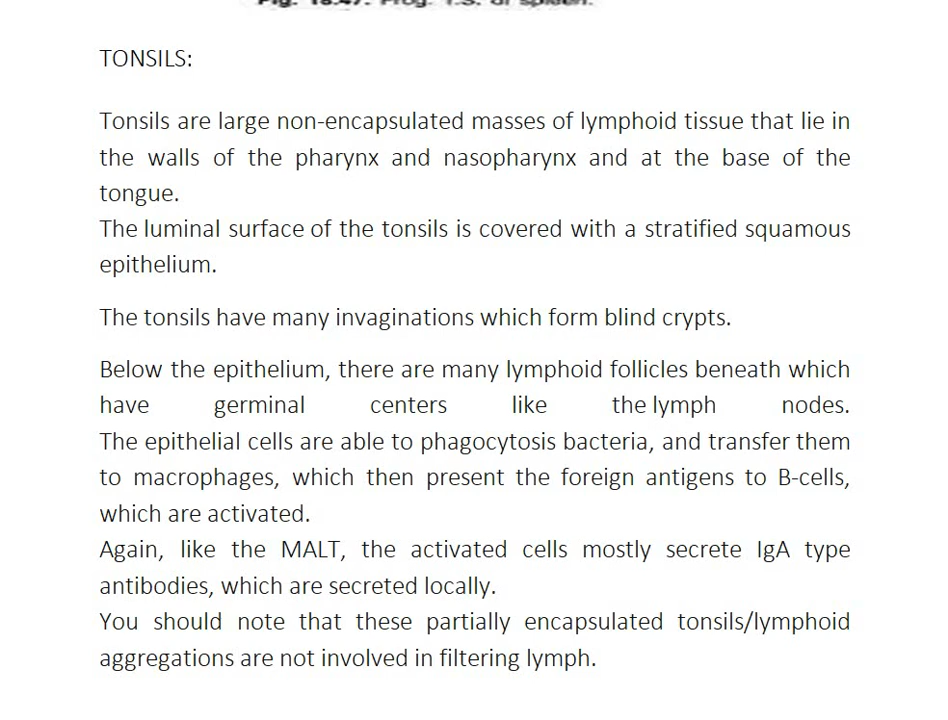 Fig. 18.47. Frog. T.S. of spleen.
TONSILS:
Tonsils are large non-encapsulated masses of lymphoid tissue that lie in
the walls of the pharynx and nasopharynx and at the base of the
tongue.
The luminal surface of the tonsils is covered with a stratified squamous
epithelium.
The tonsils have many invaginations which form blind crypts.
Below the epithelium, there are many lymphoid follicles beneath which
have germinal centers like the lymph nodes.
The epithelial cells are able to phagocytosis bacteria, and transfer them
to macrophages, which then present the foreign antigens to B-cells,
which are activated.
Again, like the MALT, the activated cells mostly secrete IgA type
antibodies, which are secreted locally.
You should note that these partially encapsulated tonsils/lymphoid
aggregations are not involved in filtering lymph.